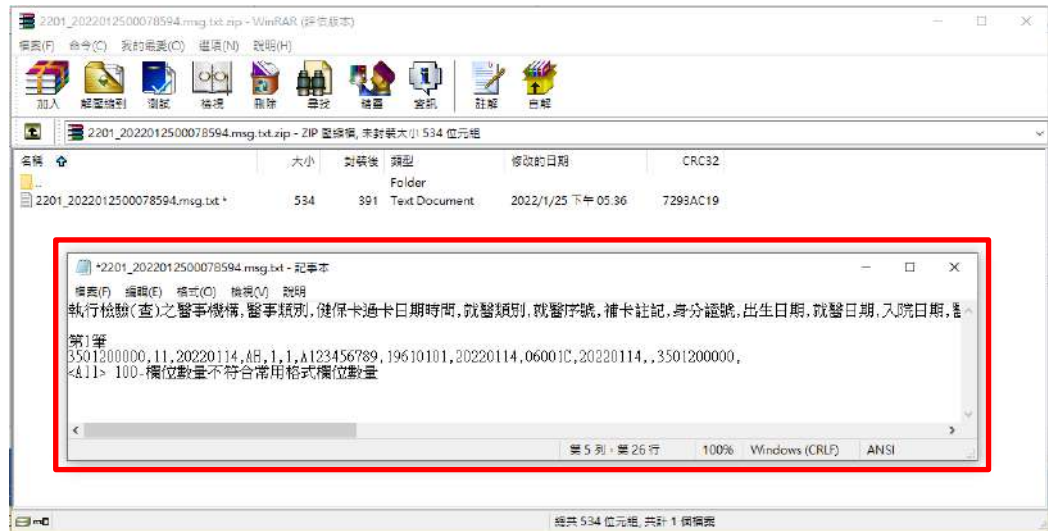 2201_2022012500078594.msg.txt.zip - WinRAR (評估版本)
檔案(F) 命令(C) 我的最愛(O) 選項(N) 說明(H)
加入 解壓縮到 測試 檢視 刪除 尋找 精靈 資訊 註解 自解
2201_2022012500078594.msg.txt.zip - ZIP 壓縮檔, 未封裝大小 534 位元組
名稱 大小 封裝後 類型 修改的日期 CRC32
.. Folder
2201_2022012500078594.msg.txt * 534 391 Text Document 2022/1/25 下午 05:36 7293AC19
*2201_2022012500078594.msg.txt - 記事本
檔案(F) 編輯(E) 格式(O) 檢視(V) 說明
執行檢驗(查)之醫事機構,醫事類別,健保卡過卡日期時間,就醫類別,就醫序號,補卡註記,身分證號,出生日期,就醫日期,入院日期,
第1筆
3501200000,11,20220114,AH,1,1,A123456789,19610101,20220114,06001C,20220114,,3501200000,
<All> 100-欄位數量不符合常用格式欄位數量
第 5 列，第 26 行 100% Windows (CRLF) ANSI
總共 534 位元組, 共計 1 個檔案